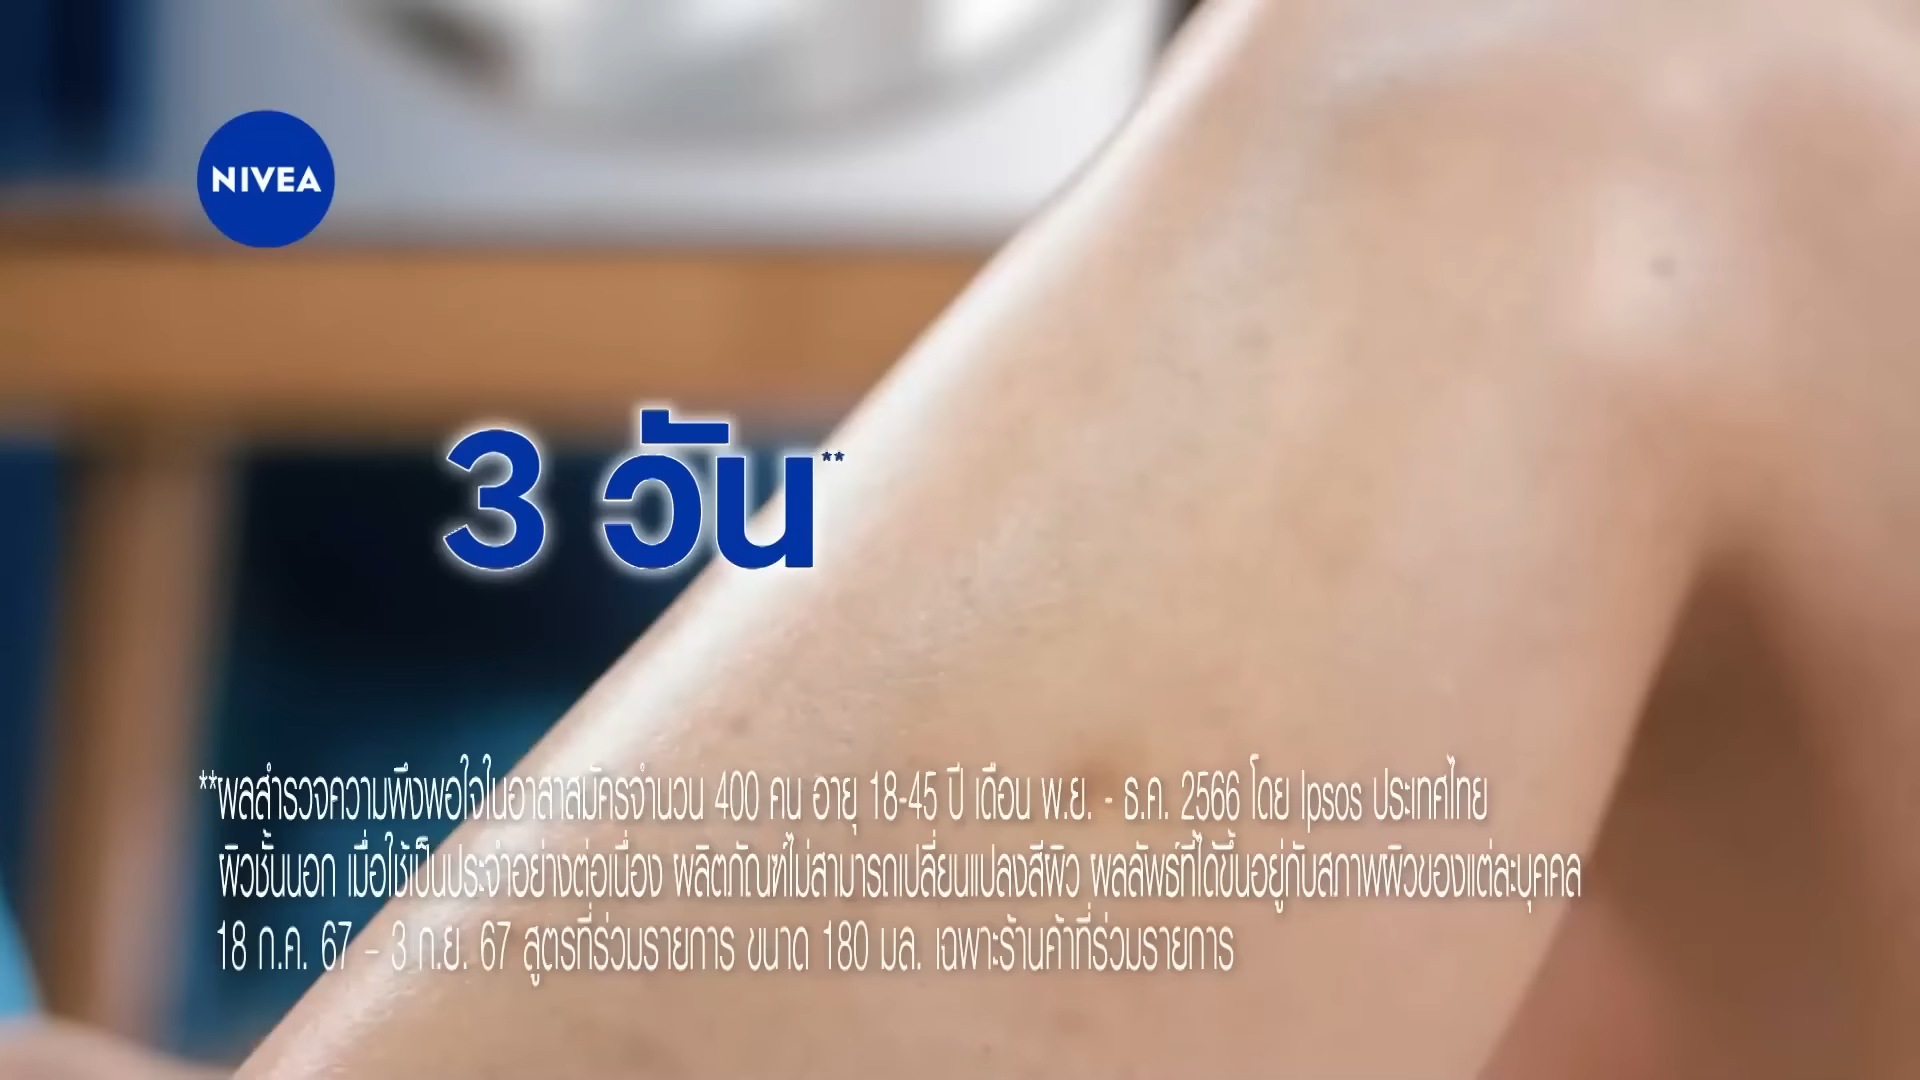 NIVEA
3 วัน**
**ผลสำรวจความพึงพอใจในอาสาสมัครจำนวน 400 คน อายุ 18-45 ปี เดือน พ.ย. - ธ.ค. 2566 โดย Ipsos ประเทศไทย
ผิวชั้นนอก เมื่อใช้เป็นประจำอย่างต่อเนื่อง ผลิตภัณฑ์ไม่สามารถเปลี่ยนแปลงสีผิว ผลลัพธ์ที่ได้ขึ้นอยู่กับสภาพผิวของแต่ละบุคคล
18 ก.ค. 67 – 3 ก.ย. 67 สูตรที่ร่วมรายการ ขนาด 180 มล. เฉพาะร้านค้าที่ร่วมรายการ